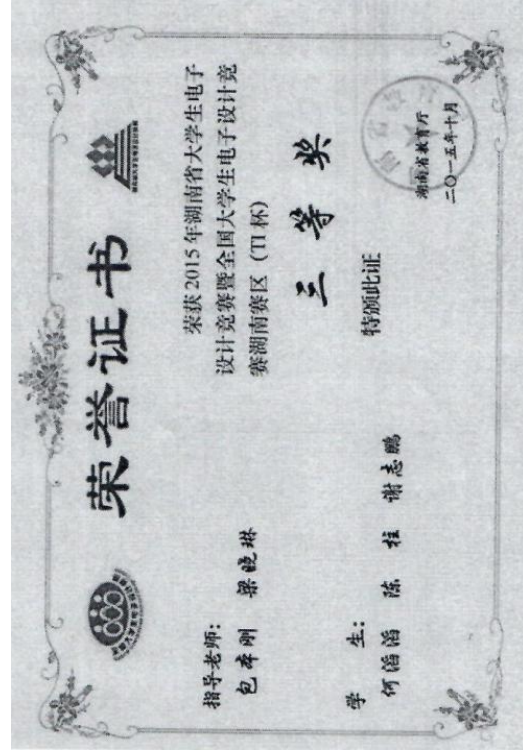 荣誉证书
指导老师:
包本刚 梁晓琳
学 生:
何滔滔 陈 柱 谢志鹏
荣获2015年湖南省大学生电子
设计竞赛暨全国大学生电子设计竞
赛湖南赛区（TI杯）
三等奖
特颁此证
湖南省教育厅
二〇一五年十月